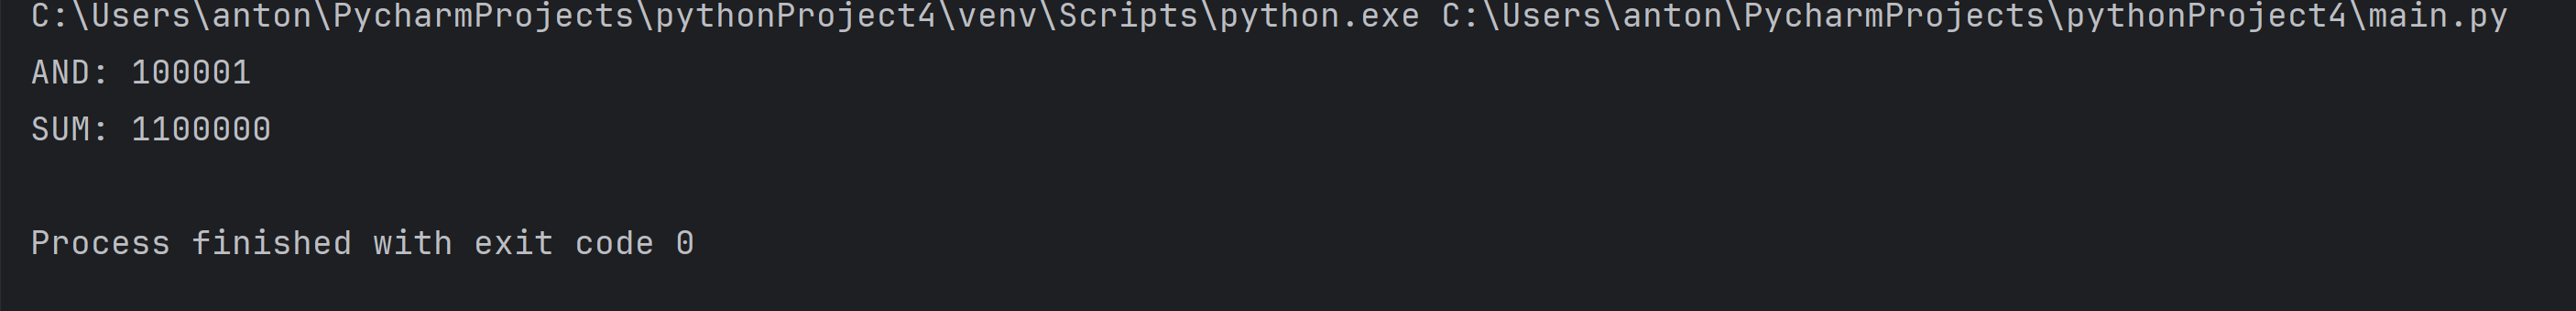 C:\Users\anton\PycharmProjects\pythonProject4\venv\Scripts\python.exe C:\Users\anton\PycharmProjects\pythonProject4\main.py
AND: 100001
SUM: 1100000
Process finished with exit code 0